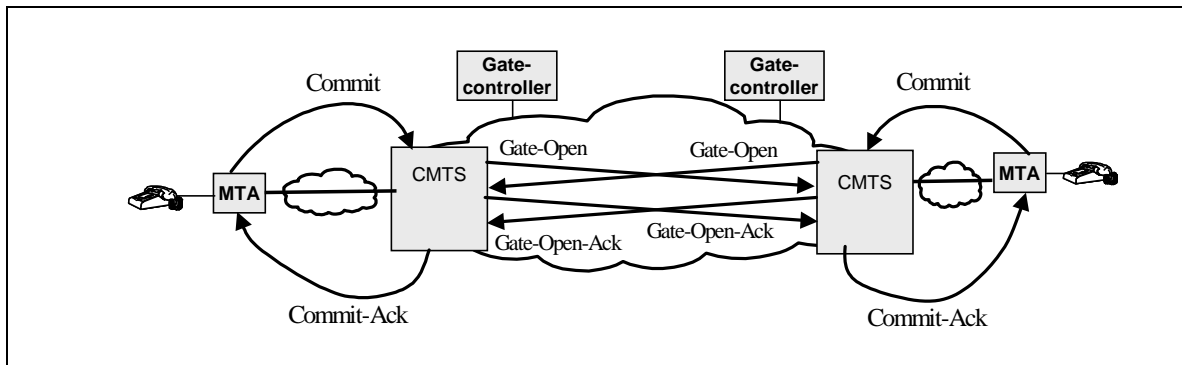 Gate-
controller
Gate-
controller
Commit
Commit
Gate-Open
Gate-Open
CMTS
CMTS
MTA
MTA
Gate-Open-Ack
Gate-Open-Ack
Commit-Ack
Commit-Ack